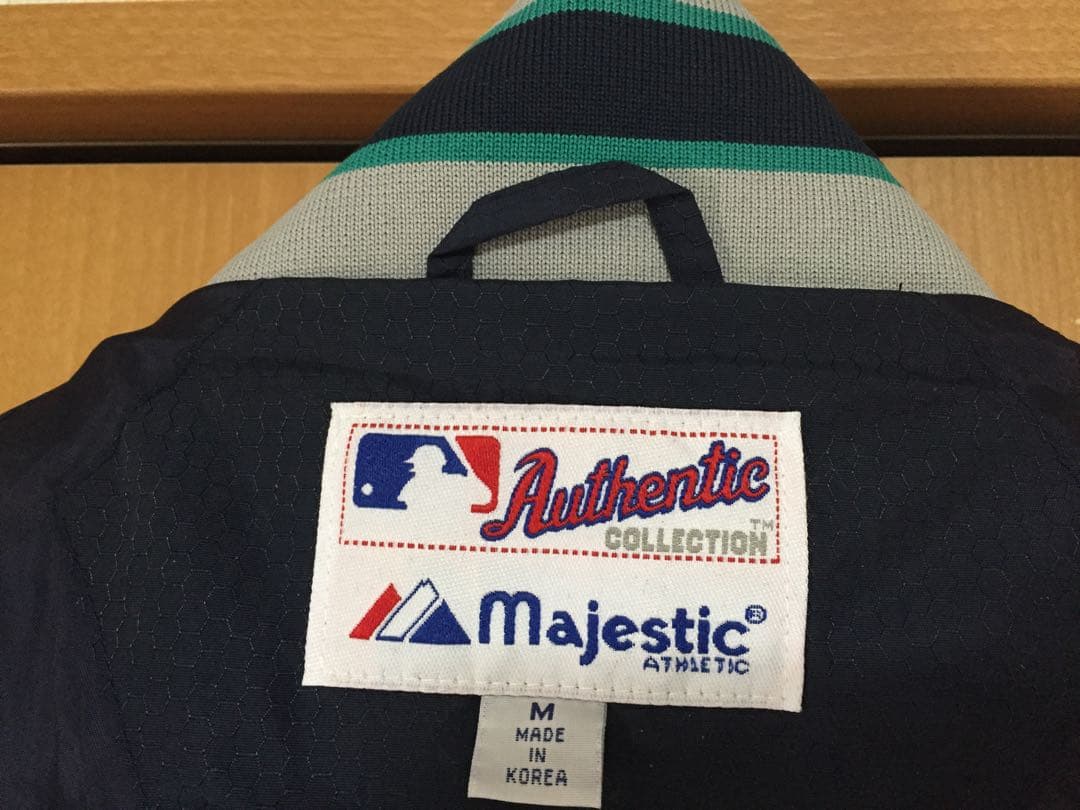 Authentic
COLLECTION™
Majestic®
ATHLETIC
M
MADE
IN
KOREA